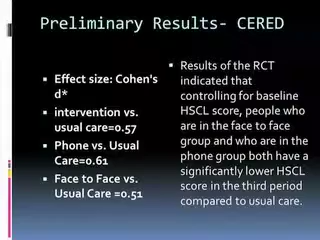 Preliminary Results- CERED
Effect size: Cohen's
d*
intervention vs.
usual care=0.57
Phone vs. Usual
Care=0.61
Face to Face vs.
Usual Care =0.51
Results of the RCT
indicated that
controlling for baseline
HSCL score, people who
are in the face to face
group and who are in the
phone group both have a
significantly lower HSCL
score in the third period
compared to usual care.